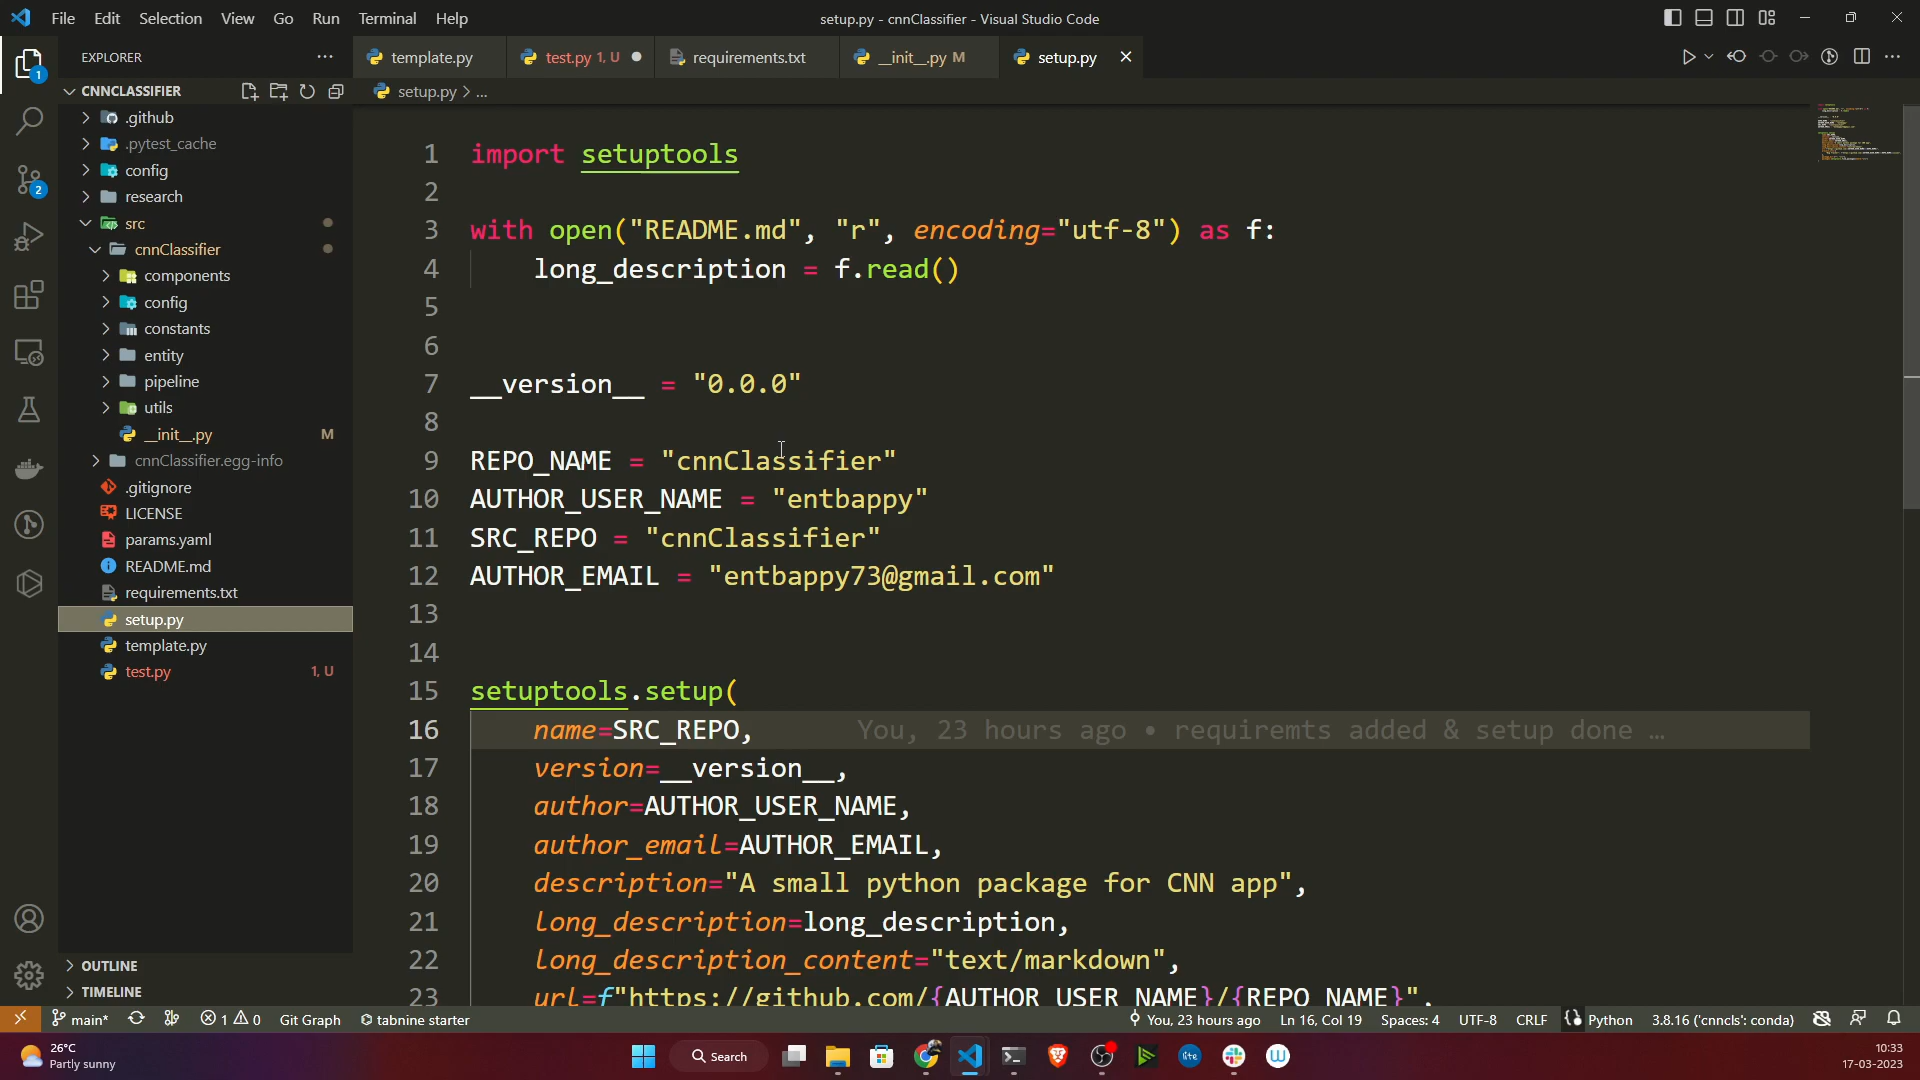 File Edit Selection View Go Run Terminal Help
setup.py - cnnClassifier - Visual Studio Code
EXPLORER
CNNCLASSIFIER
.github
.pytest_cache
config
research
src
cnnClassifier
components
config
constants
entity
pipeline
utils
__init__.py M
cnnClassifier.egg-info
.gitignore
LICENSE
params.yaml
README.md
requirements.txt
setup.py
template.py
test.py 1, U
OUTLINE
TIMELINE
1
2
template.py test.py 1, U requirements.txt __init__.py M setup.py
setup.py > ...
1 import setuptools
2
3 with open("README.md", "r", encoding="utf-8") as f:
4 long_description = f.read()
5
6
7 __version__ = "0.0.0"
8
9 REPO_NAME = "cnnClassifier"
10 AUTHOR_USER_NAME = "entbappy"
11 SRC_REPO = "cnnClassifier"
12 AUTHOR_EMAIL = "entbappy73@gmail.com"
13
14
15 setuptools.setup(
16 name=SRC_REPO, You, 23 hours ago • requiremts added & setup done …
17 version=__version__,
18 author=AUTHOR_USER_NAME,
19 author_email=AUTHOR_EMAIL,
20 description="A small python package for CNN app",
21 long_description=long_description,
22 long_description_content="text/markdown",
23 url=f"https://github.com/{AUTHOR_USER_NAME}/{REPO_NAME}",
main* 1 0 Git Graph tabnine starter You, 23 hours ago Ln 16, Col 19 Spaces: 4 UTF-8 CRLF Python 3.8.16 ('cnncls': conda)
26°C
Partly sunny
Search
lite
10:33
17-03-2023